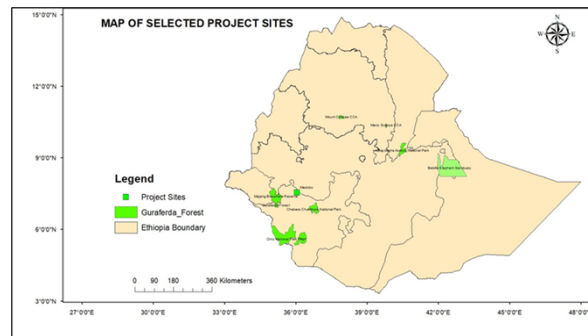 MAP OF SELECTED PROJECT SITES
N
W E
S
15°0'0"N
12°0'0"N
9°0'0"N
6°0'0"N
3°0'0"N
Legend
Project Sites
Guraferda_Forest
Ethiopia Boundary
0 90 180 360 Kilometers
27°0'0"E 30°0'0"E 33°0'0"E 36°0'0"E 39°0'0"E 42°0'0"E 45°0'0"E 48°0'0"E
Chebera Churchura National Park
Babille Elephant Sanctuary